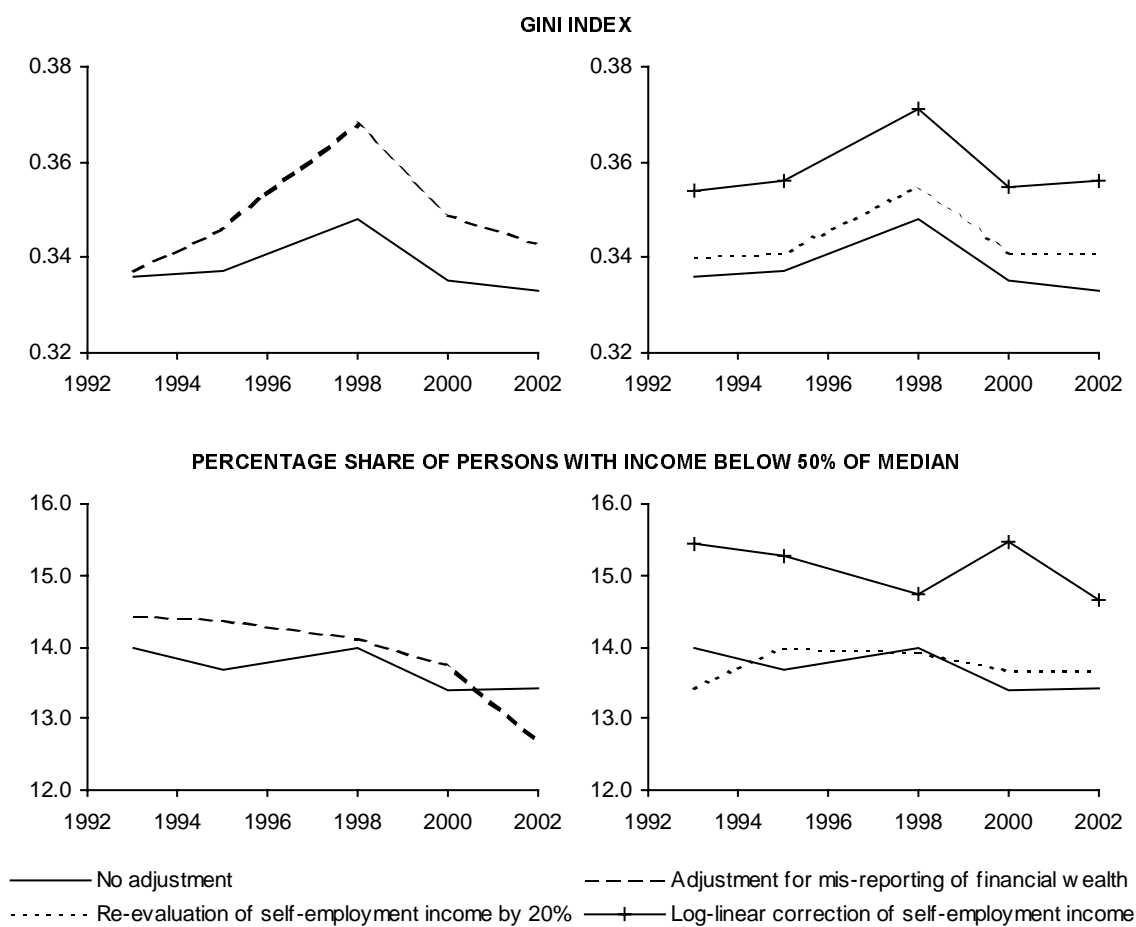 GINI INDEX
0.38
0.36
0.34
0.32
1992 1994 1996 1998 2000 2002
0.38
0.36
0.34
0.32
1992 1994 1996 1998 2000 2002
PERCENTAGE SHARE OF PERSONS WITH INCOME BELOW 50% OF MEDIAN
16.0
15.0
14.0
13.0
12.0
1992 1994 1996 1998 2000 2002
16.0
15.0
14.0
13.0
12.0
1992 1994 1996 1998 2000 2002
No adjustment
Adjustment for mis-reporting of financial wealth
Re-evaluation of self-employment income by 20%
Log-linear correction of self-employment income